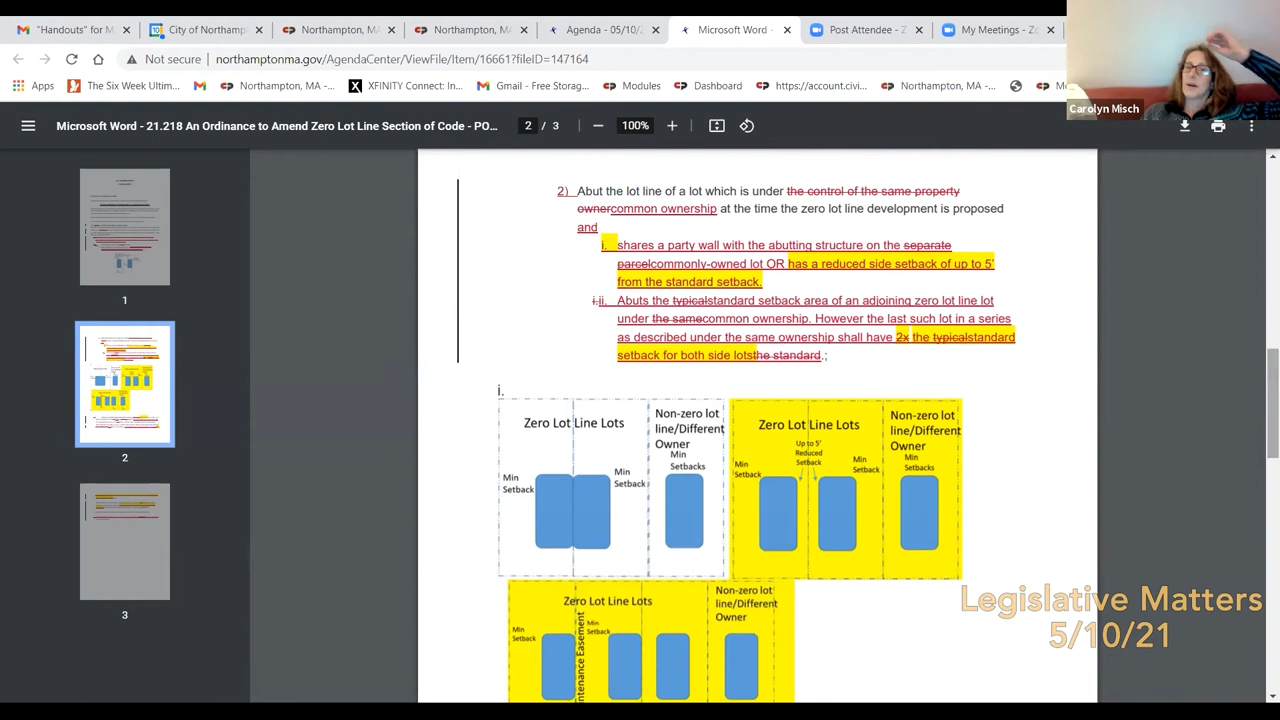 "Handouts" for M
City of Northamp
Northampton, MA
Northampton, MA
Agenda - 05/10/2
Microsoft Word -
Post Attendee - Z
My Meetings - Z
Not secure northamptonma.gov/AgendaCenter/ViewFile/Item/16661?fileID=147164
Apps
The Six Week Ultim...
Northampton, MA -...
XFINITY Connect: In...
Gmail - Free Storag...
Modules
Dashboard
https://account.civi...
Northampton, MA -...
Carolyn Misch
Microsoft Word - 21.218 An Ordinance to Amend Zero Lot Line Section of Code - PO...
2 / 3
100%
1
2
3
2) Abut the lot line of a lot which is under the control of the same property
ownercommon ownership at the time the zero lot line development is proposed
and
i. shares a party wall with the abutting structure on the separate
parcelcommonly-owned lot OR has a reduced side setback of up to 5'
from the standard setback.
i.ii. Abuts the typicalstandard setback area of an adjoining zero lot line lot
under the samecommon ownership. However the last such lot in a series
as described under the same ownership shall have 2x the typicalstandard
setback for both side lotsthe standard.;
i.
Zero Lot Line Lots
Non-zero lot
line/Different
Owner
Min
Setbacks
Min
Setback
Min
Setback
Zero Lot Line Lots
Up to 5'
Reduced
Setback
Min
Setback
Min
Setback
Non-zero lot
line/Different
Owner
Min
Setbacks
Zero Lot Line Lots
Min
Setback
Min
Setback
Non-zero lot
line/Different
Owner
Legislative Matters
5/10/21